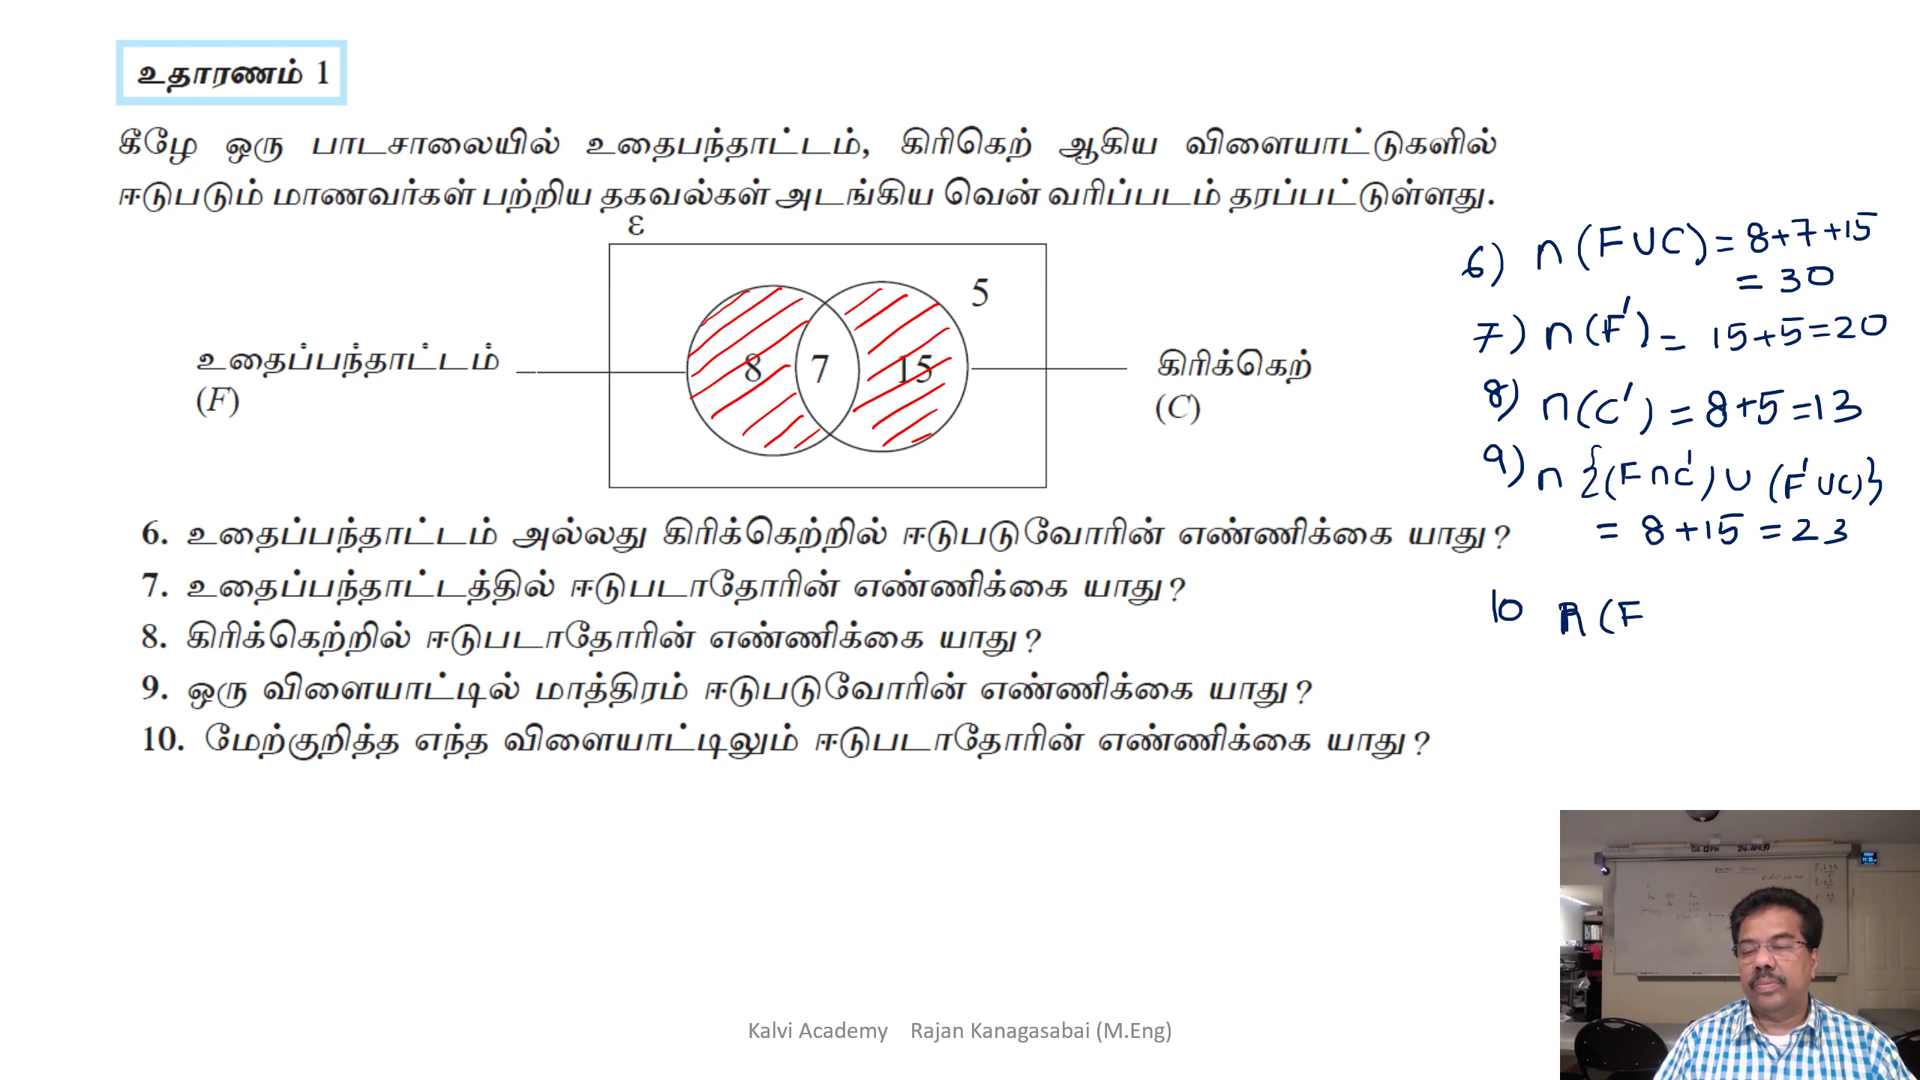 உதாரணம் 1
கீழே ஒரு பாடசாலையில் உதைபந்தாட்டம், கிரிகெற் ஆகிய விளையாட்டுகளில்
ஈடுபடும் மாணவர்கள் பற்றிய தகவல்கள் அடங்கிய வென் வரிப்படம் தரப்பட்டுள்ளது.
ε
5
உதைப்பந்தாட்டம்
(F)
8 7 15
கிரிக்கெற்
(C)
6. உதைப்பந்தாட்டம் அல்லது கிரிக்கெற்றில் ஈடுபடுவோரின் எண்ணிக்கை யாது?
7. உதைப்பந்தாட்டத்தில் ஈடுபடாதோரின் எண்ணிக்கை யாது?
8. கிரிக்கெற்றில் ஈடுபடாதோரின் எண்ணிக்கை யாது?
9. ஒரு விளையாட்டில் மாத்திரம் ஈடுபடுவோரின் எண்ணிக்கை யாது?
10. மேற்குறித்த எந்த விளையாட்டிலும் ஈடுபடாதோரின் எண்ணிக்கை யாது?
6) n (F∪C) = 8+7+15
= 30
7) n (F') = 15+5=20
8) n (C') = 8+5=13
9) n {(F∩C') ∪ (F'∪C)}
= 8+15 = 23
10 n (F
GR.12PH 24-APR19
Kalvi Academy Rajan Kanagasabai (M.Eng)